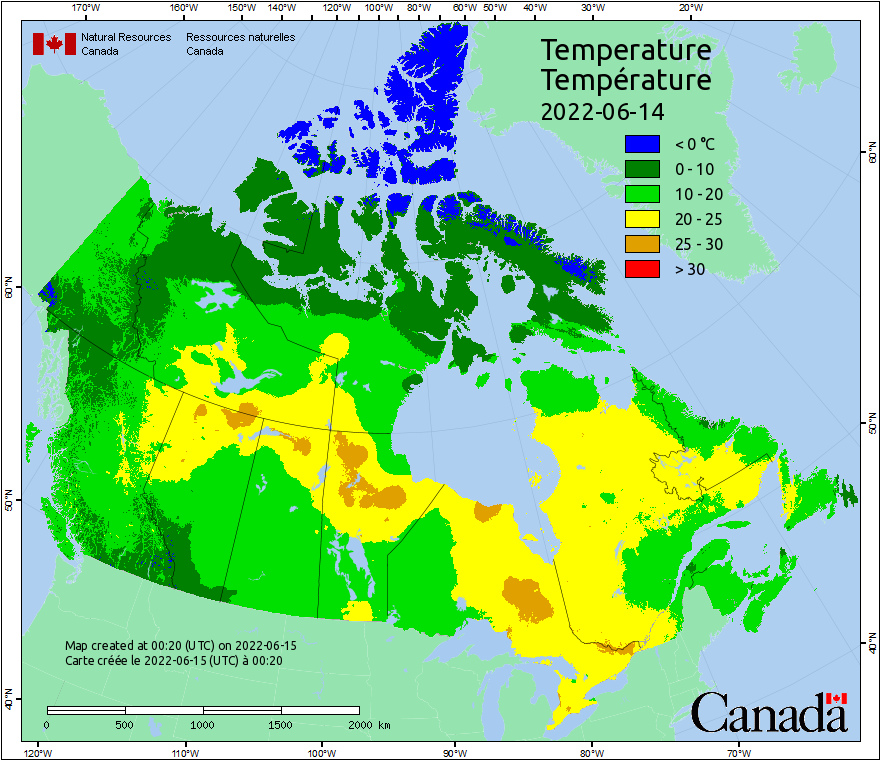 170°W 160°W 150°W 140°W 130°W 120°W 110°W 100°W 90°W 80°W 70°W 60°W 50°W 40°W 30°W 20°W
Natural Resources Canada
Ressources naturelles Canada
Temperature
Température
2022-06-14
< 0 °C
0 - 10
10 - 20
20 - 25
25 - 30
> 30
60°N
60°N
50°N
50°N
40°N
40°N
Map created at 00:20 (UTC) on 2022-06-15
Carte créée le 2022-06-15 (UTC) à 00:20
0 500 1000 1500 2000 km
Canada
120°W 110°W 100°W 90°W 80°W 70°W